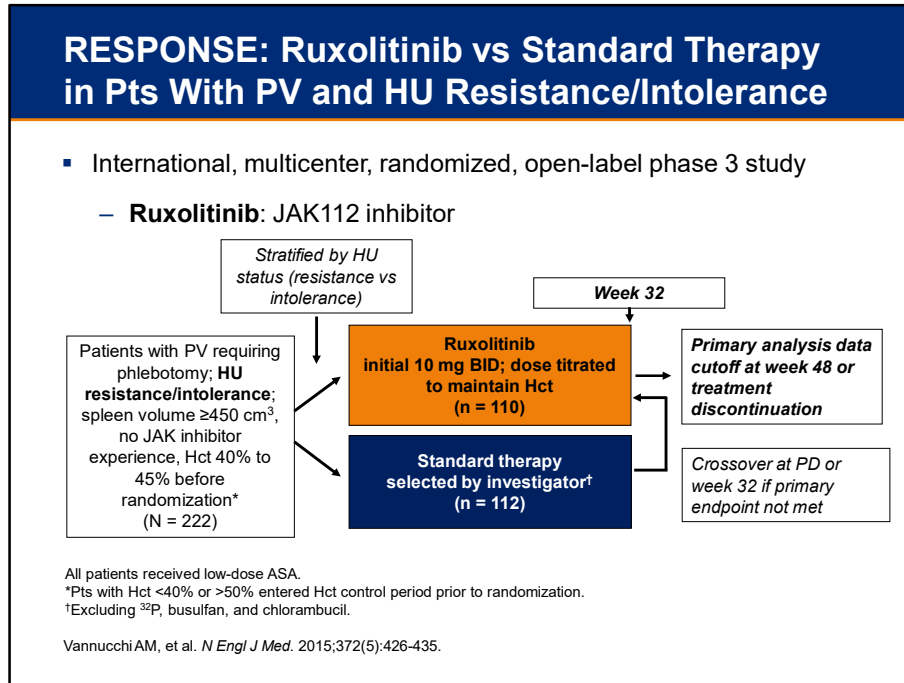 RESPONSE: Ruxolitinib vs Standard Therapy
in Pts With PV and HU Resistance/Intolerance
▪ International, multicenter, randomized, open-label phase 3 study
– Ruxolitinib: JAK112 inhibitor
Stratified by HU
status (resistance vs
intolerance)
Week 32
Patients with PV requiring
phlebotomy; HU
resistance/intolerance;
spleen volume ≥450 cm³,
no JAK inhibitor
experience, Hct 40% to
45% before
randomization*
(N = 222)
Ruxolitinib
initial 10 mg BID; dose titrated
to maintain Hct
(n = 110)
Standard therapy
selected by investigator†
(n = 112)
Primary analysis data
cutoff at week 48 or
treatment
discontinuation
Crossover at PD or
week 32 if primary
endpoint not met
All patients received low-dose ASA.
*Pts with Hct <40% or >50% entered Hct control period prior to randomization.
†Excluding ³²P, busulfan, and chlorambucil.
Vannucchi AM, et al. N Engl J Med. 2015;372(5):426-435.